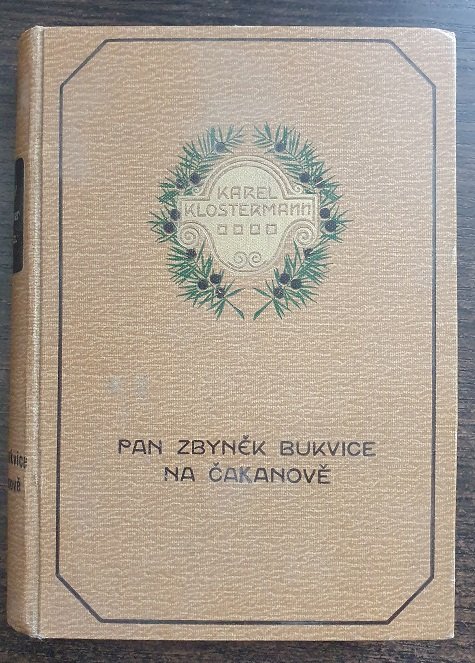 KAREL
KLOSTERMANN
PAN ZBYNĚK BUKVICE
NA ČAKANOVĚ